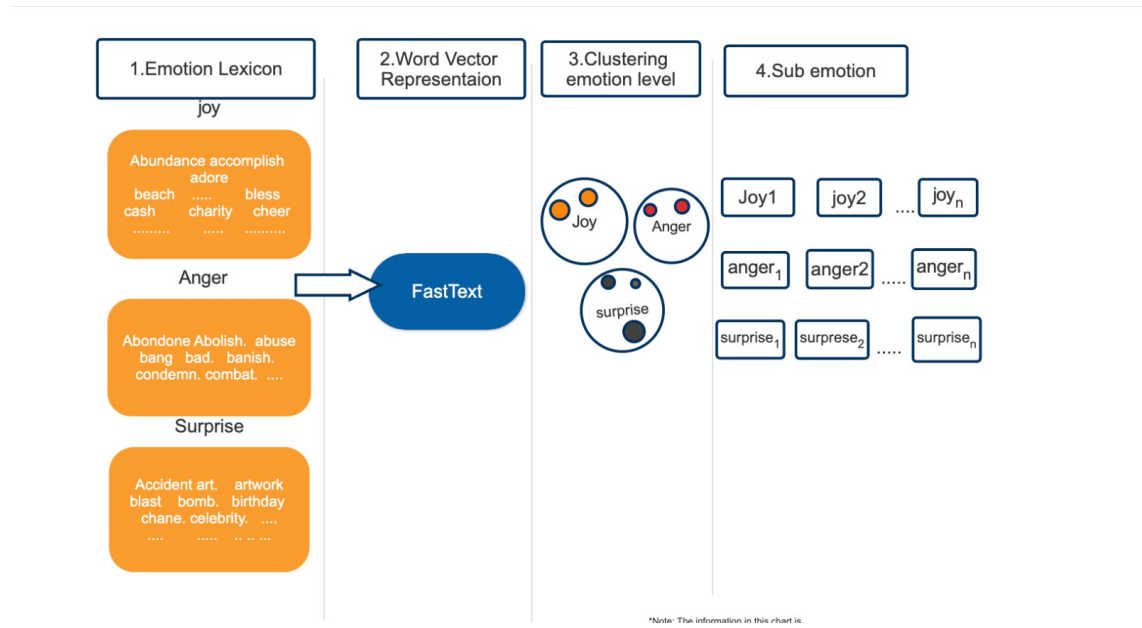 1.Emotion Lexicon
2.Word Vector
Representaion
3.Clustering
emotion level
4.Sub emotion
joy
Abundance accomplish
adore
beach ..... bless
cash charity cheer
......... ..... ..........
Anger
Abondone Abolish. abuse
bang bad. banish.
condemn. combat. ....
Surprise
Accident art. artwork
blast bomb. birthday
chane. celebrity. ....
.... ..... .. .. ...
FastText
Joy
Anger
surprise
Joy1 joy2 .... joyn
anger1 anger2 ..... angern
surprise1 surprese2 ..... surprisen
*Note: The information in this chart is